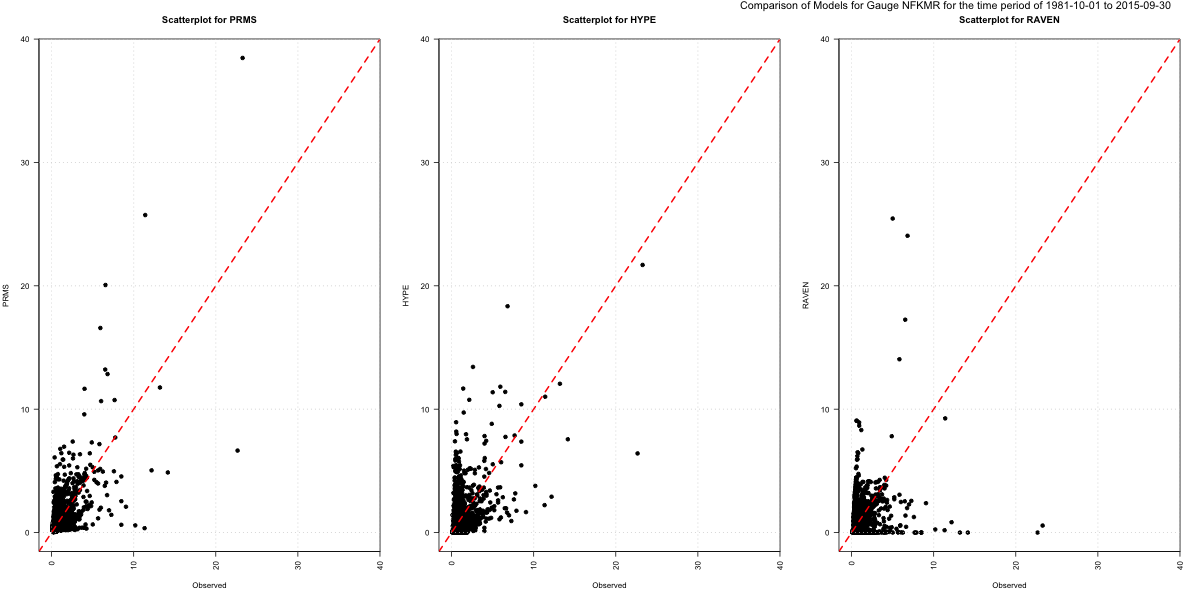 Comparison of Models for Gauge NFKMR for the time period of 1981-10-01 to 2015-09-30
Scatterplot for PRMS
40
30
20
10
0
PRMS
0 10 20 30 40
Observed
Scatterplot for HYPE
40
30
20
10
0
HYPE
0 10 20 30 40
Observed
Scatterplot for RAVEN
40
30
20
10
0
RAVEN
0 10 20 30 40
Observed